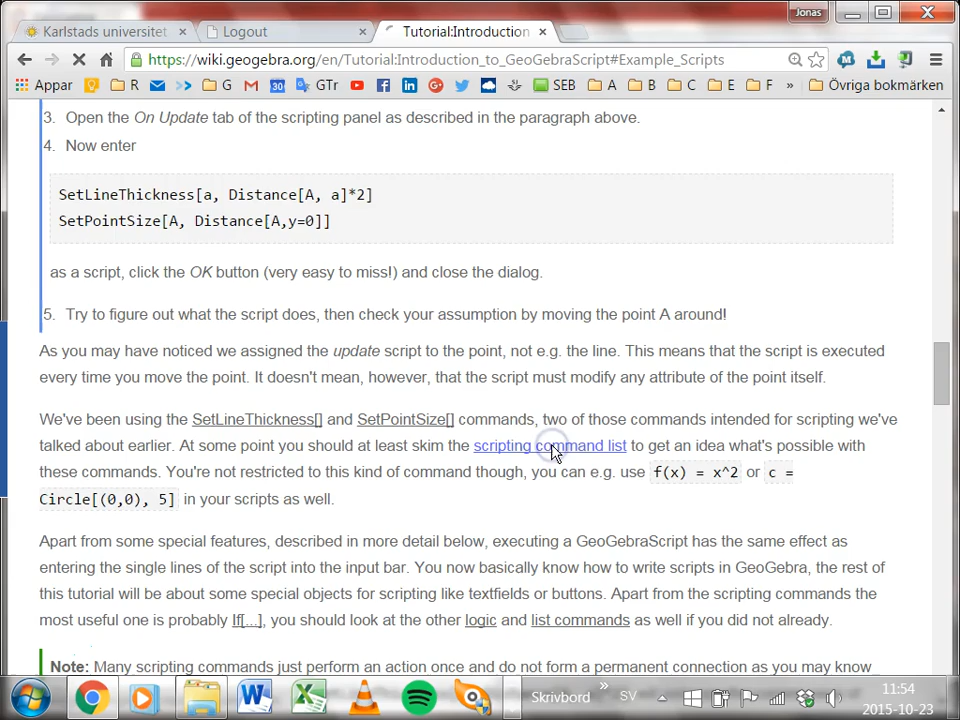 Jonas
Karlstads universitet
Logout
Tutorial:Introduction
https://wiki.geogebra.org/en/Tutorial:Introduction_to_GeoGebraScript#Example_Scripts
Appar R G GTr SEB A B C E F » Övriga bokmärken
3. Open the On Update tab of the scripting panel as described in the paragraph above.
4. Now enter
SetLineThickness[a, Distance[A, a]*2]
SetPointSize[A, Distance[A,y=0]]
as a script, click the OK button (very easy to miss!) and close the dialog.
5. Try to figure out what the script does, then check your assumption by moving the point A around!
As you may have noticed we assigned the update script to the point, not e.g. the line. This means that the script is executed
every time you move the point. It doesn't mean, however, that the script must modify any attribute of the point itself.
We've been using the SetLineThickness[] and SetPointSize[] commands, two of those commands intended for scripting we've
talked about earlier. At some point you should at least skim the scripting command list to get an idea what's possible with
these commands. You're not restricted to this kind of command though, you can e.g. use f(x) = x^2 or c =
Circle[(0,0), 5] in your scripts as well.
Apart from some special features, described in more detail below, executing a GeoGebraScript has the same effect as
entering the single lines of the script into the input bar. You now basically know how to write scripts in GeoGebra, the rest of
this tutorial will be about some special objects for scripting like textfields or buttons. Apart from the scripting commands the
most useful one is probably If[...], you should look at the other logic and list commands as well if you did not already.
Note: Many scripting commands just perform an action once and do not form a permanent connection as you may know
Skrivbord » SV 11:54
2015-10-23